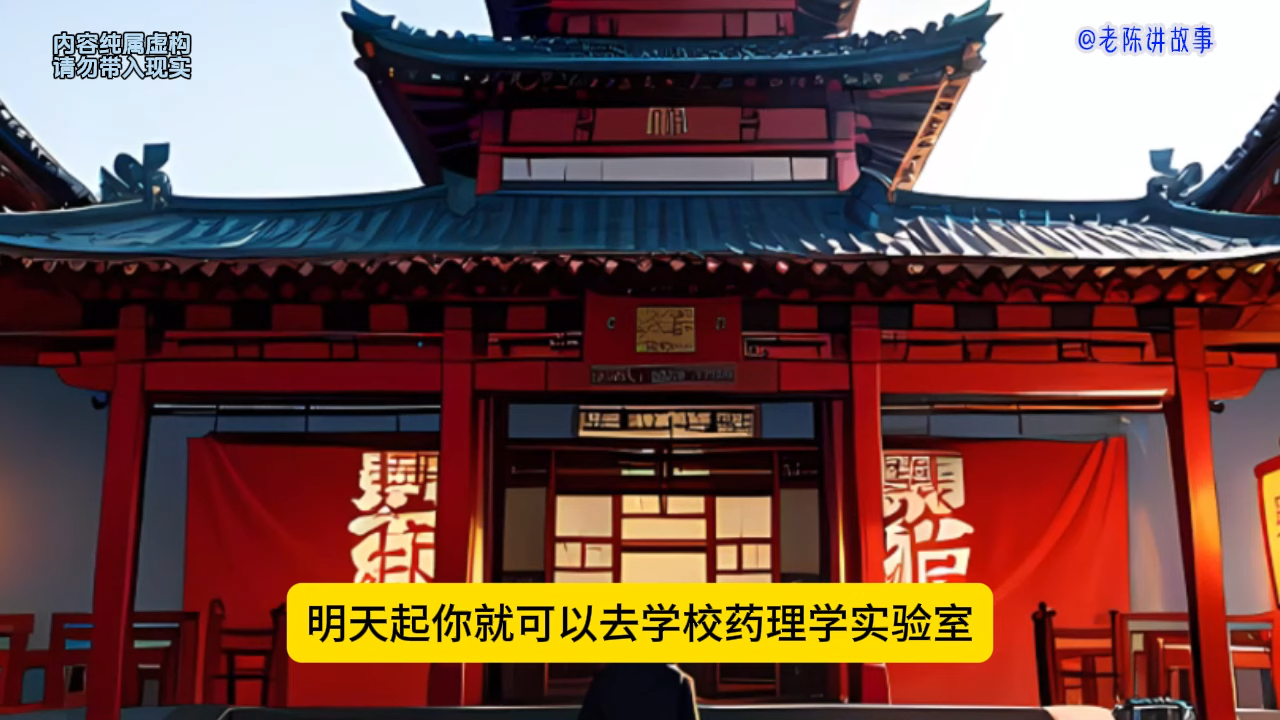 内容纯属虚构
请勿带入现实
@老陈讲故事
明天起你就可以去学校药理学实验室